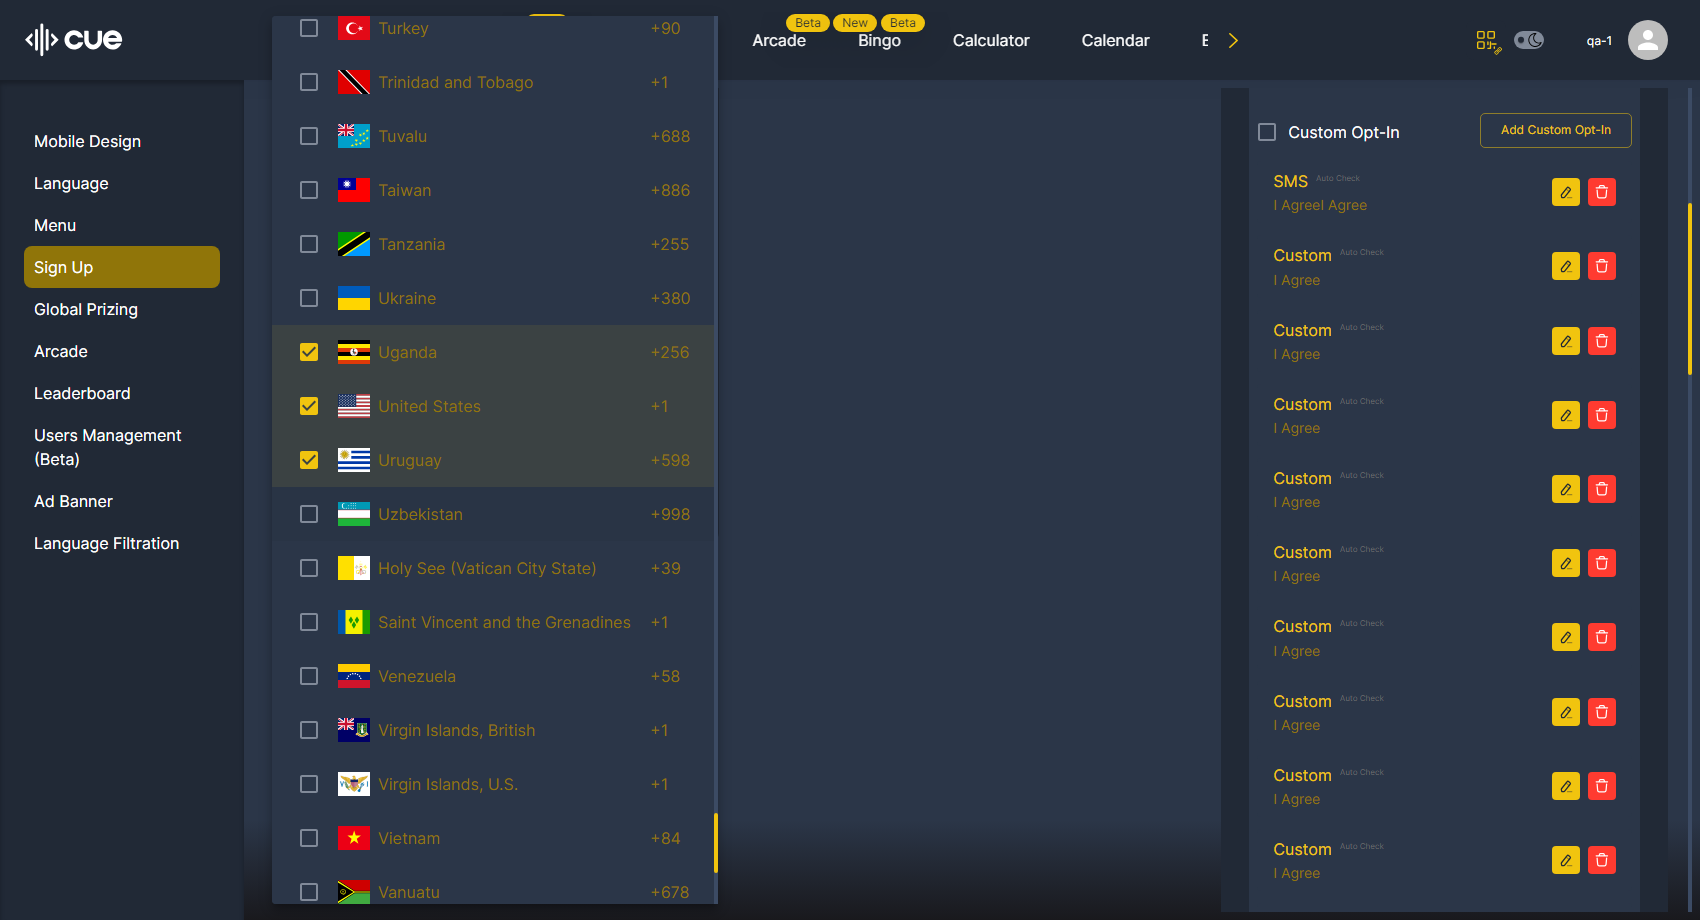 cue
Beta
New
Beta
Arcade
Bingo
Calculator
Calendar
qa-1
Mobile Design
Language
Menu
Sign Up
Global Prizing
Arcade
Leaderboard
Users Management
(Beta)
Ad Banner
Language Filtration
Turkey +90
Trinidad and Tobago +1
Tuvalu +688
Taiwan +886
Tanzania +255
Ukraine +380
Uganda +256
United States +1
Uruguay +598
Uzbekistan +998
Holy See (Vatican City State) +39
Saint Vincent and the Grenadines +1
Venezuela +58
Virgin Islands, British +1
Virgin Islands, U.S. +1
Vietnam +84
Vanuatu +678
Custom Opt-In
Add Custom Opt-In
SMS Auto Check
I AgreeI Agree
Custom Auto Check
I Agree
Custom Auto Check
I Agree
Custom Auto Check
I Agree
Custom Auto Check
I Agree
Custom Auto Check
I Agree
Custom Auto Check
I Agree
Custom Auto Check
I Agree
Custom Auto Check
I Agree
Custom Auto Check
I Agree